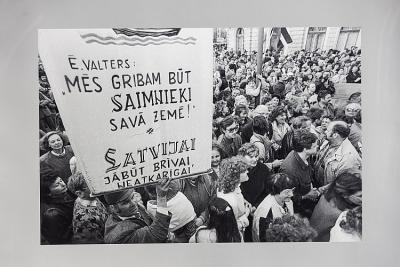 Ē. VALTERS:
"MĒS GRIBAM BŪT
SAIMNIEKI
SAVĀ ZEMĒ!"
LATVIJAI
JĀBŪT BRĪVAI,
NEATKARĪGAI